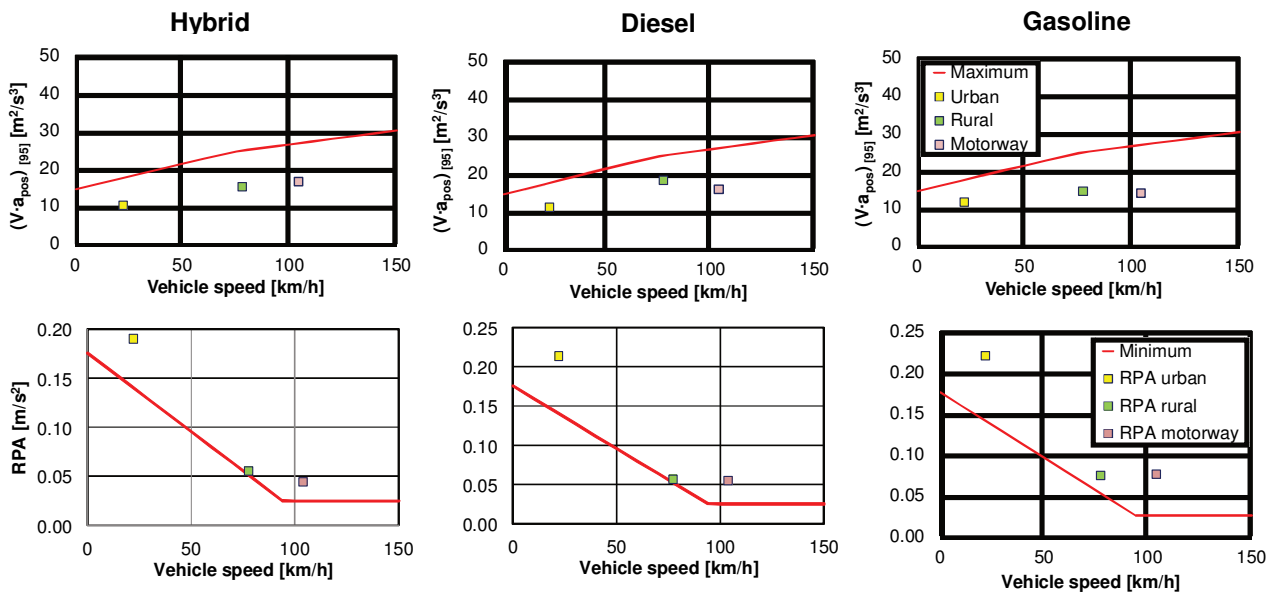 Hybrid
Diesel
Gasoline
(V·apos) [95] [m²/s³]
50
40
30
20
10
0
0 50 100 150
Vehicle speed [km/h]
(V·apos) [95] [m²/s³]
50
40
30
20
10
0
0 50 100 150
Vehicle speed [km/h]
(V·apos) [95] [m²/s³]
50
40
30
20
10
0
Maximum
Urban
Rural
Motorway
0 50 100 150
Vehicle speed [km/h]
RPA [m/s²]
0.20
0.15
0.10
0.05
0.00
0 50 100 150
Vehicle speed [km/h]
0.25
0.20
0.15
0.10
0.05
0.00
0 50 100 150
Vehicle speed [km/h]
0.25
0.20
0.15
0.10
0.05
0.00
Minimum
RPA urban
RPA rural
RPA motorway
0 50 100 150
Vehicle speed [km/h]